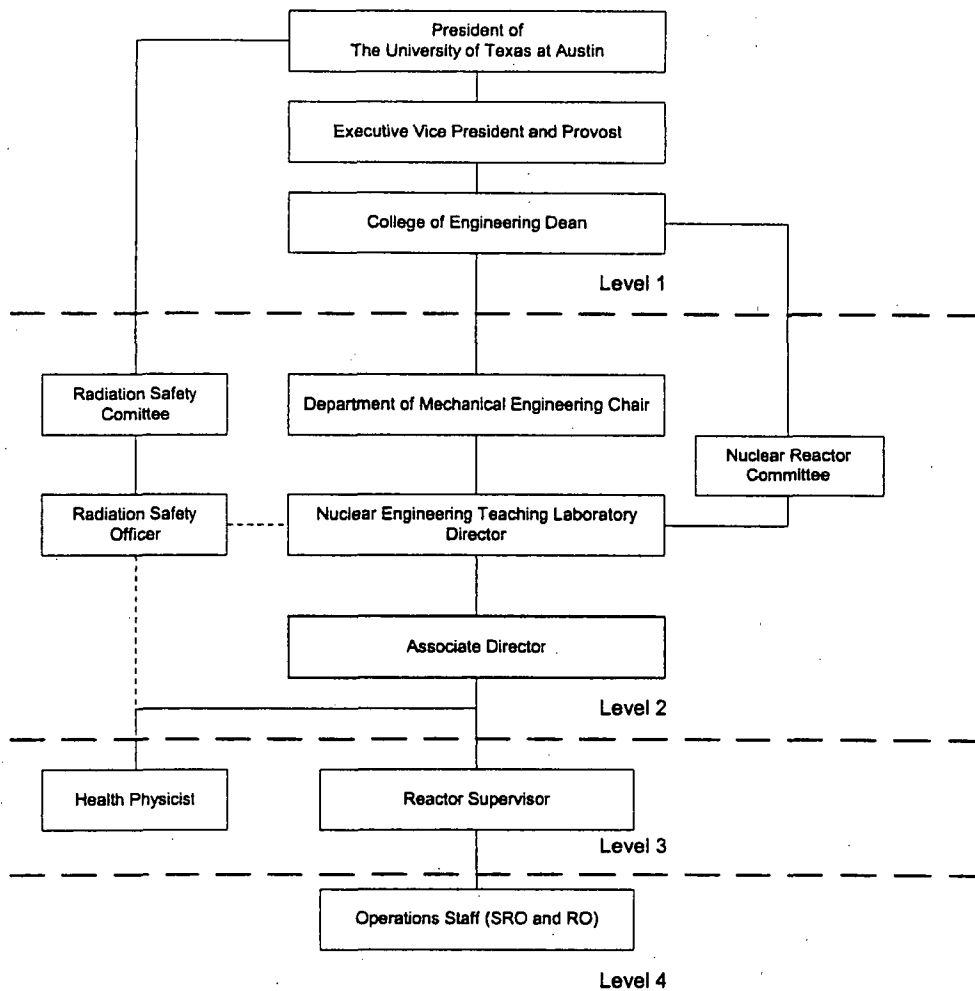 President of
The University of Texas at Austin
Executive Vice President and Provost
College of Engineering Dean
Level 1
Radiation Safety
Comittee
Department of Mechanical Engineering Chair
Nuclear Reactor
Committee
Radiation Safety
Officer
Nuclear Engineering Teaching Laboratory
Director
Associate Director
Level 2
Health Physicist
Reactor Supervisor
Level 3
Operations Staff (SRO and RO)
Level 4